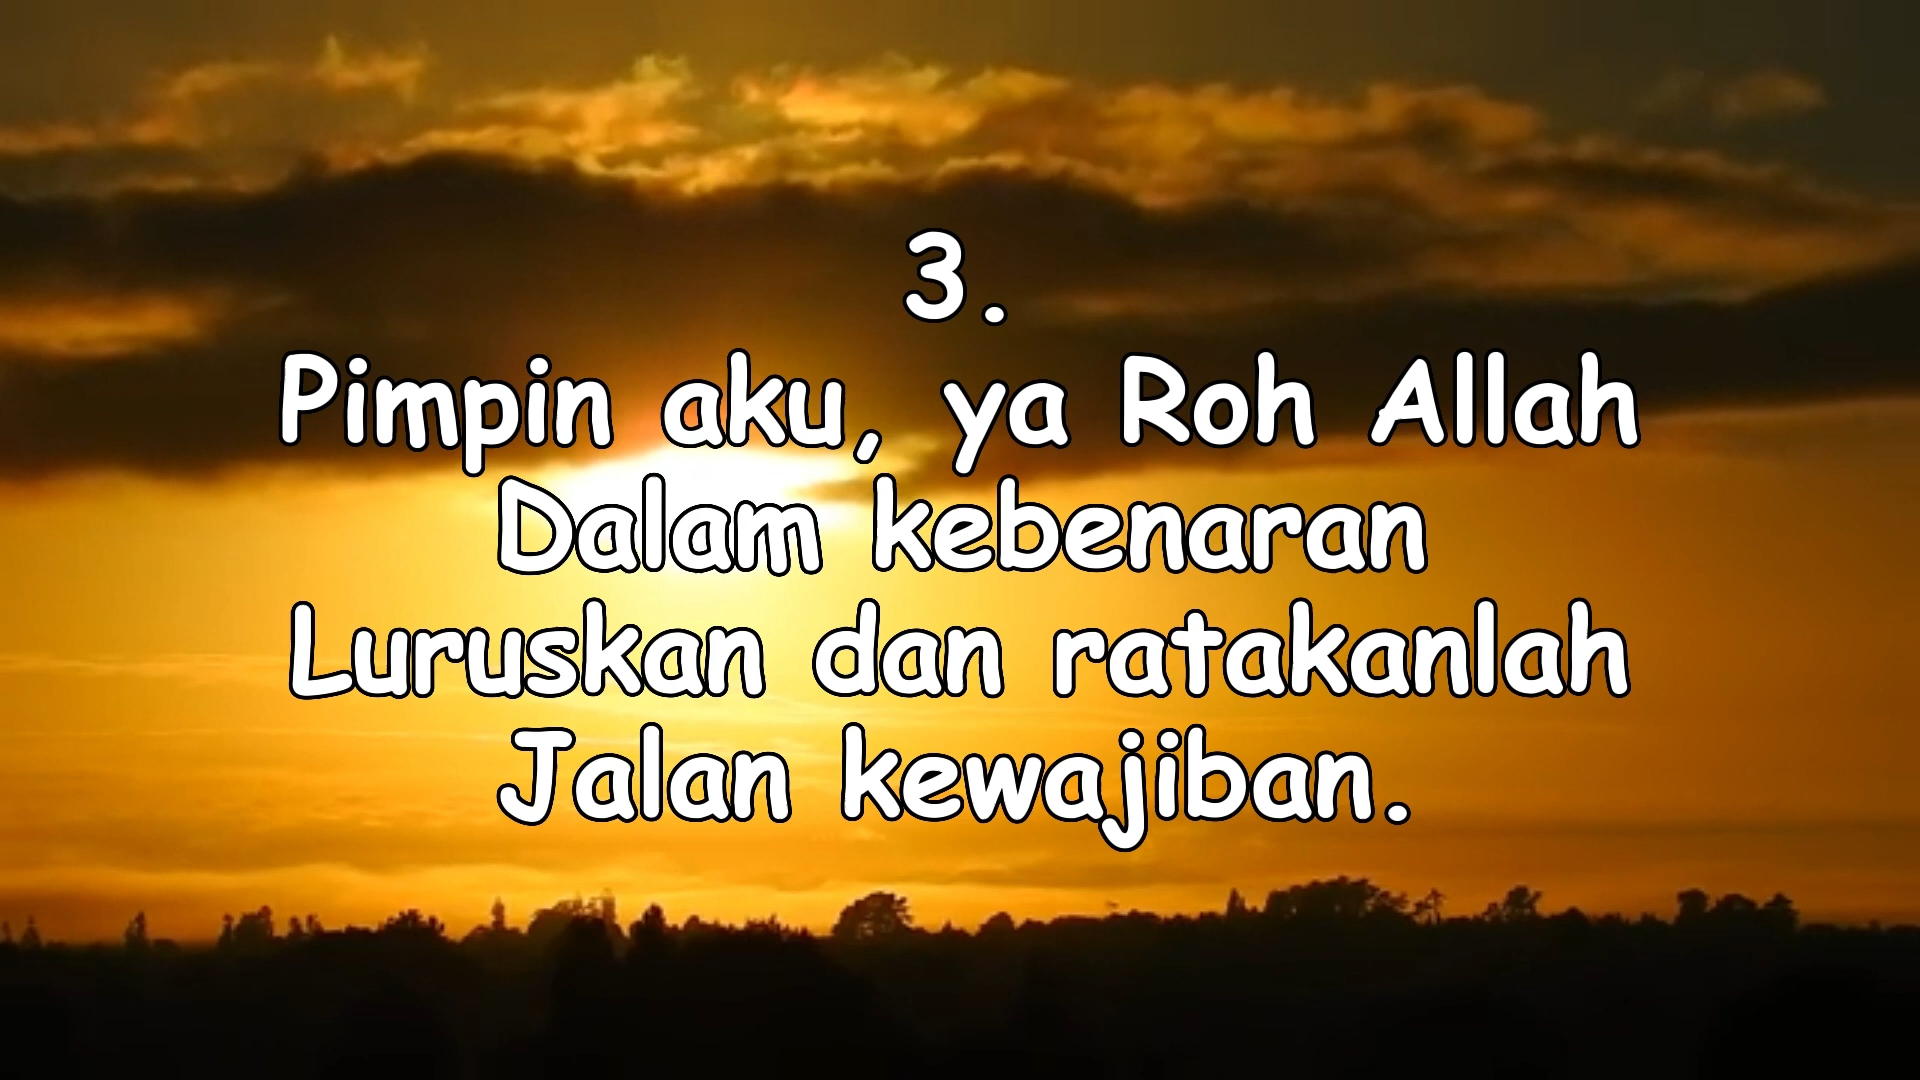 3.
Pimpin aku, ya Roh Allah
Dalam kebenaran
Luruskan dan ratakanlah
Jalan kewajiban.